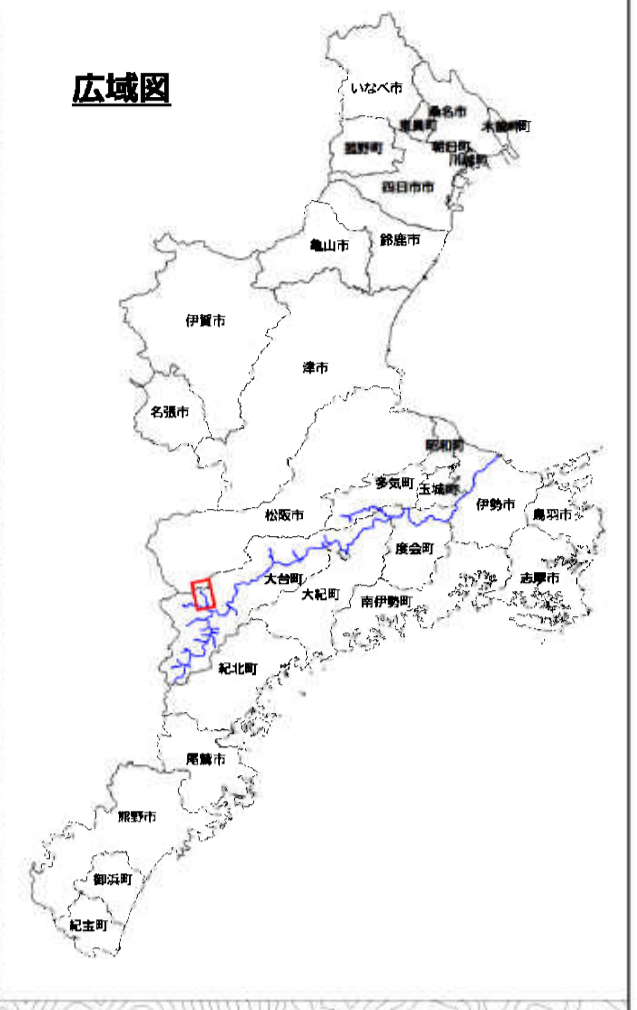 広域図
いなべ市
桑名市
東員町
木曽岬町
菰野町
朝日町
川越町
四日市市
亀山市
鈴鹿市
伊賀市
津市
名張市
明和町
多気町
玉城町
松阪市
伊勢市
鳥羽市
度会町
大台町
志摩市
大紀町
南伊勢町
紀北町
尾鷲市
熊野市
御浜町
紀宝町